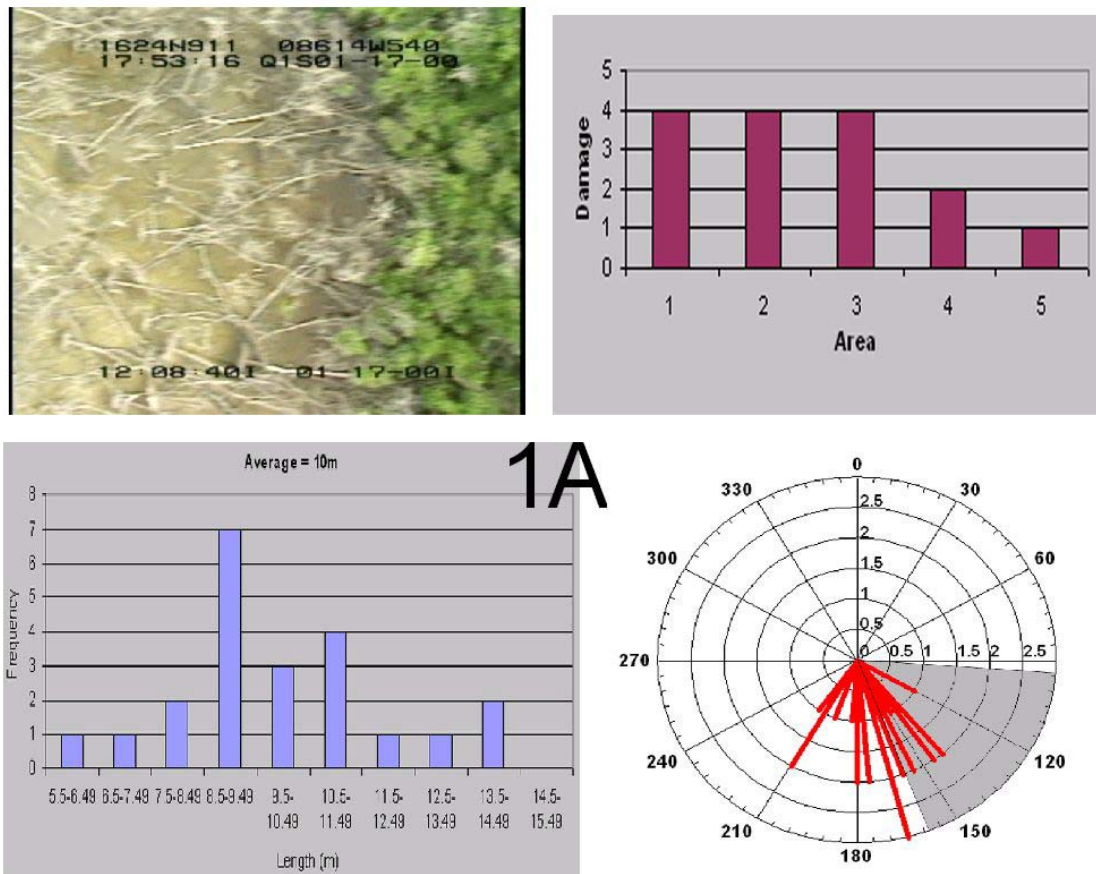 1624N911 08614W540
17:53:16 Q1S01-17-00
12:08:40I 01-17-00I
5
4
3
2
1
0
Damage
1 2 3 4 5
Area
1A
Average = 10m
8
7
6
5
4
3
2
1
0
Frequency
5.5-6.49 6.5-7.49 7.5-8.49 8.5-9.49 9.5- 10.5- 11.5- 12.5- 13.5- 14.5-
10.49 11.49 12.49 13.49 14.49 15.49
Length (m)
0
330 30
2.5
2
300 60
1.5
1
0.5
0 0.5 1 1.5 2 2.5
270
240 120
210 150
180